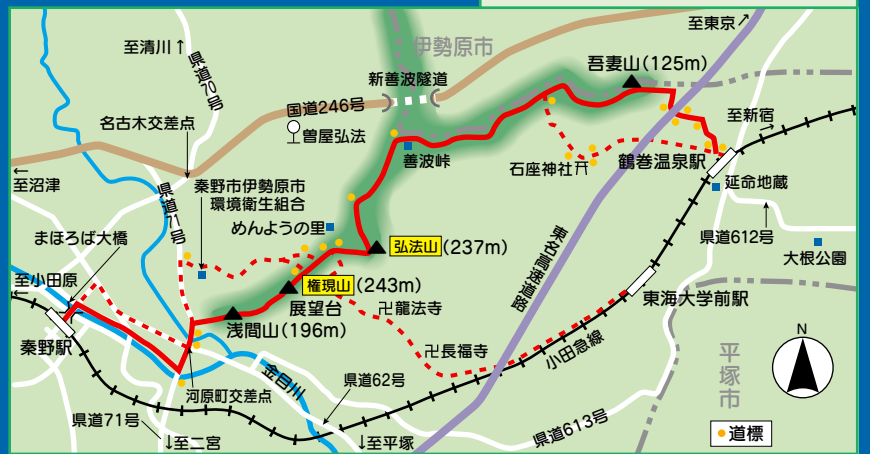 至東京↗
伊勢原市
至清川↑
県道70号
吾妻山(125m)
新善波隧道
国道246号
名古木交差点
曽屋弘法
至新宿
→
善波峠
石座神社⛩
鶴巻温泉駅
←
至沼津
県道71号
秦野市伊勢原市
環境衛生組合
延命地蔵
めんようの里
まほろば大橋
弘法山(237m)
県道612号
東名高速道路
大根公園
至小田原
←
権現山(243m)
展望台
卍龍法寺
東海大学前駅
浅間山(196m)
秦野駅
卍長福寺
小田急線
平塚市
N
金目川
県道62号
河原町交差点
県道71号
↓至二宮
↓至平塚
県道613号
道標